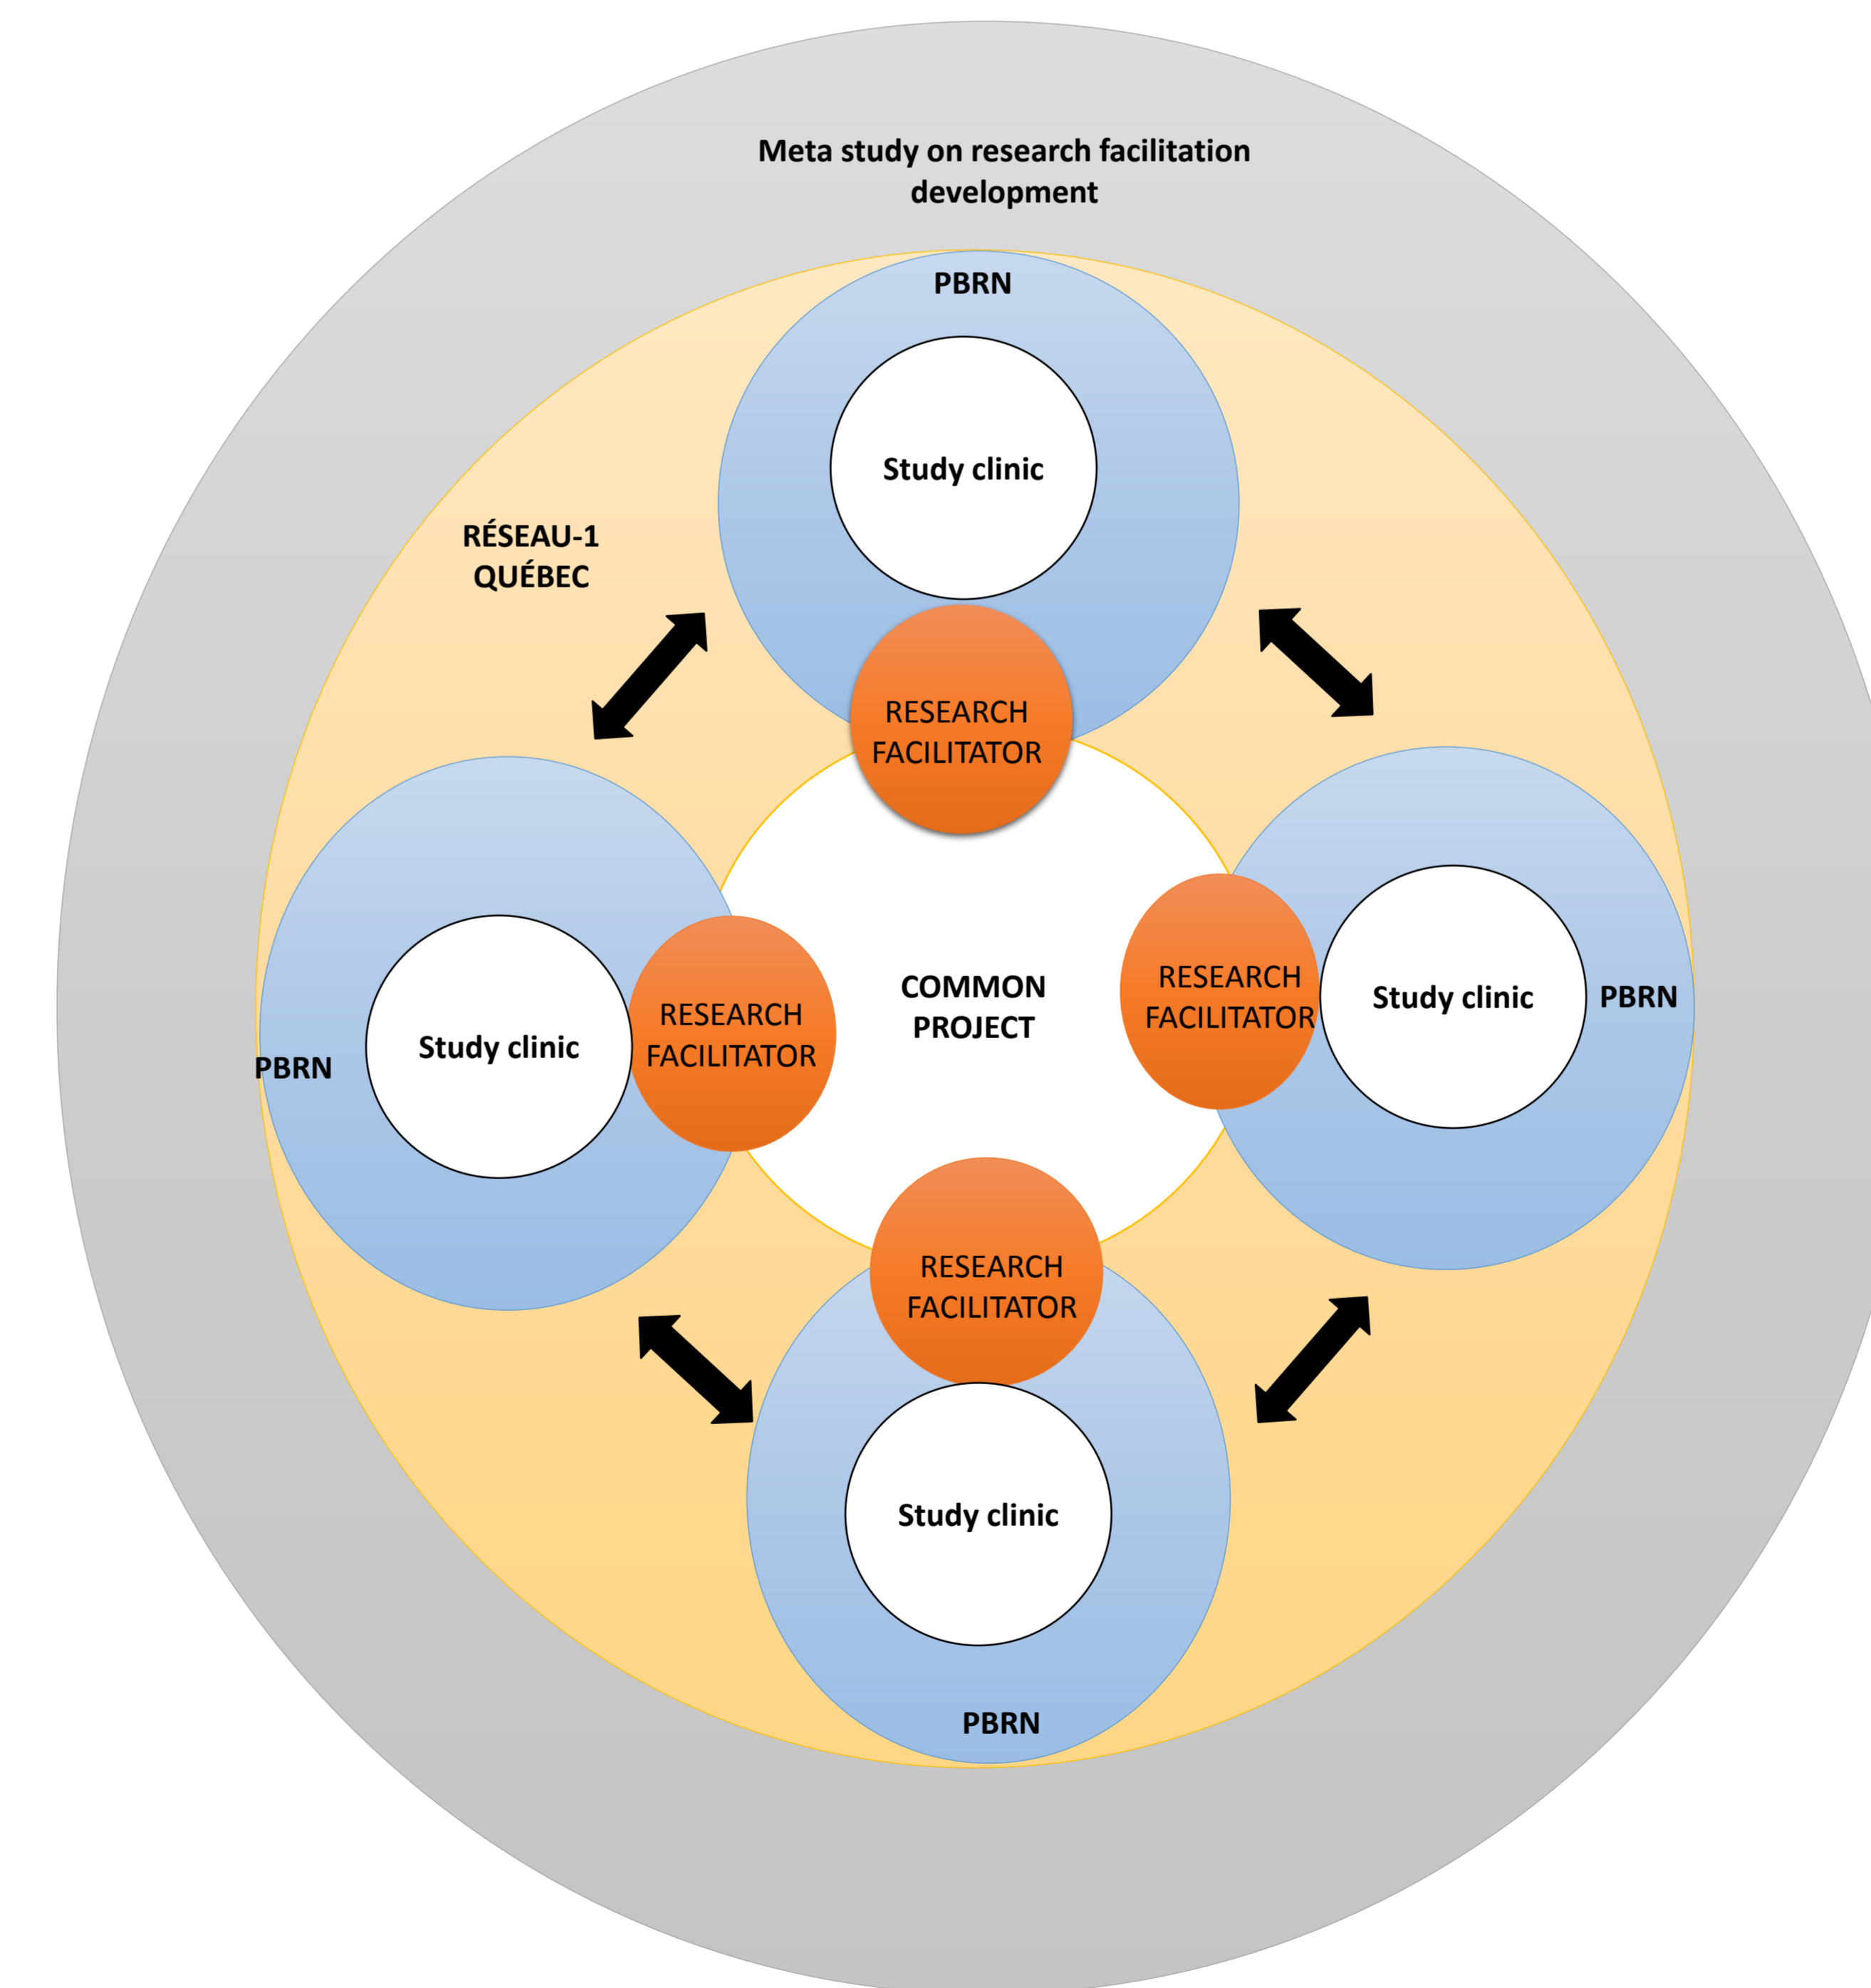 Meta study on research facilitation
development
PBRN
Study clinic
RÉSEAU-1
QUÉBEC
RESEARCH
FACILITATOR
PBRN
Study clinic
RESEARCH
FACILITATOR
COMMON
PROJECT
RESEARCH
FACILITATOR
Study clinic
PBRN
RESEARCH
FACILITATOR
Study clinic
PBRN